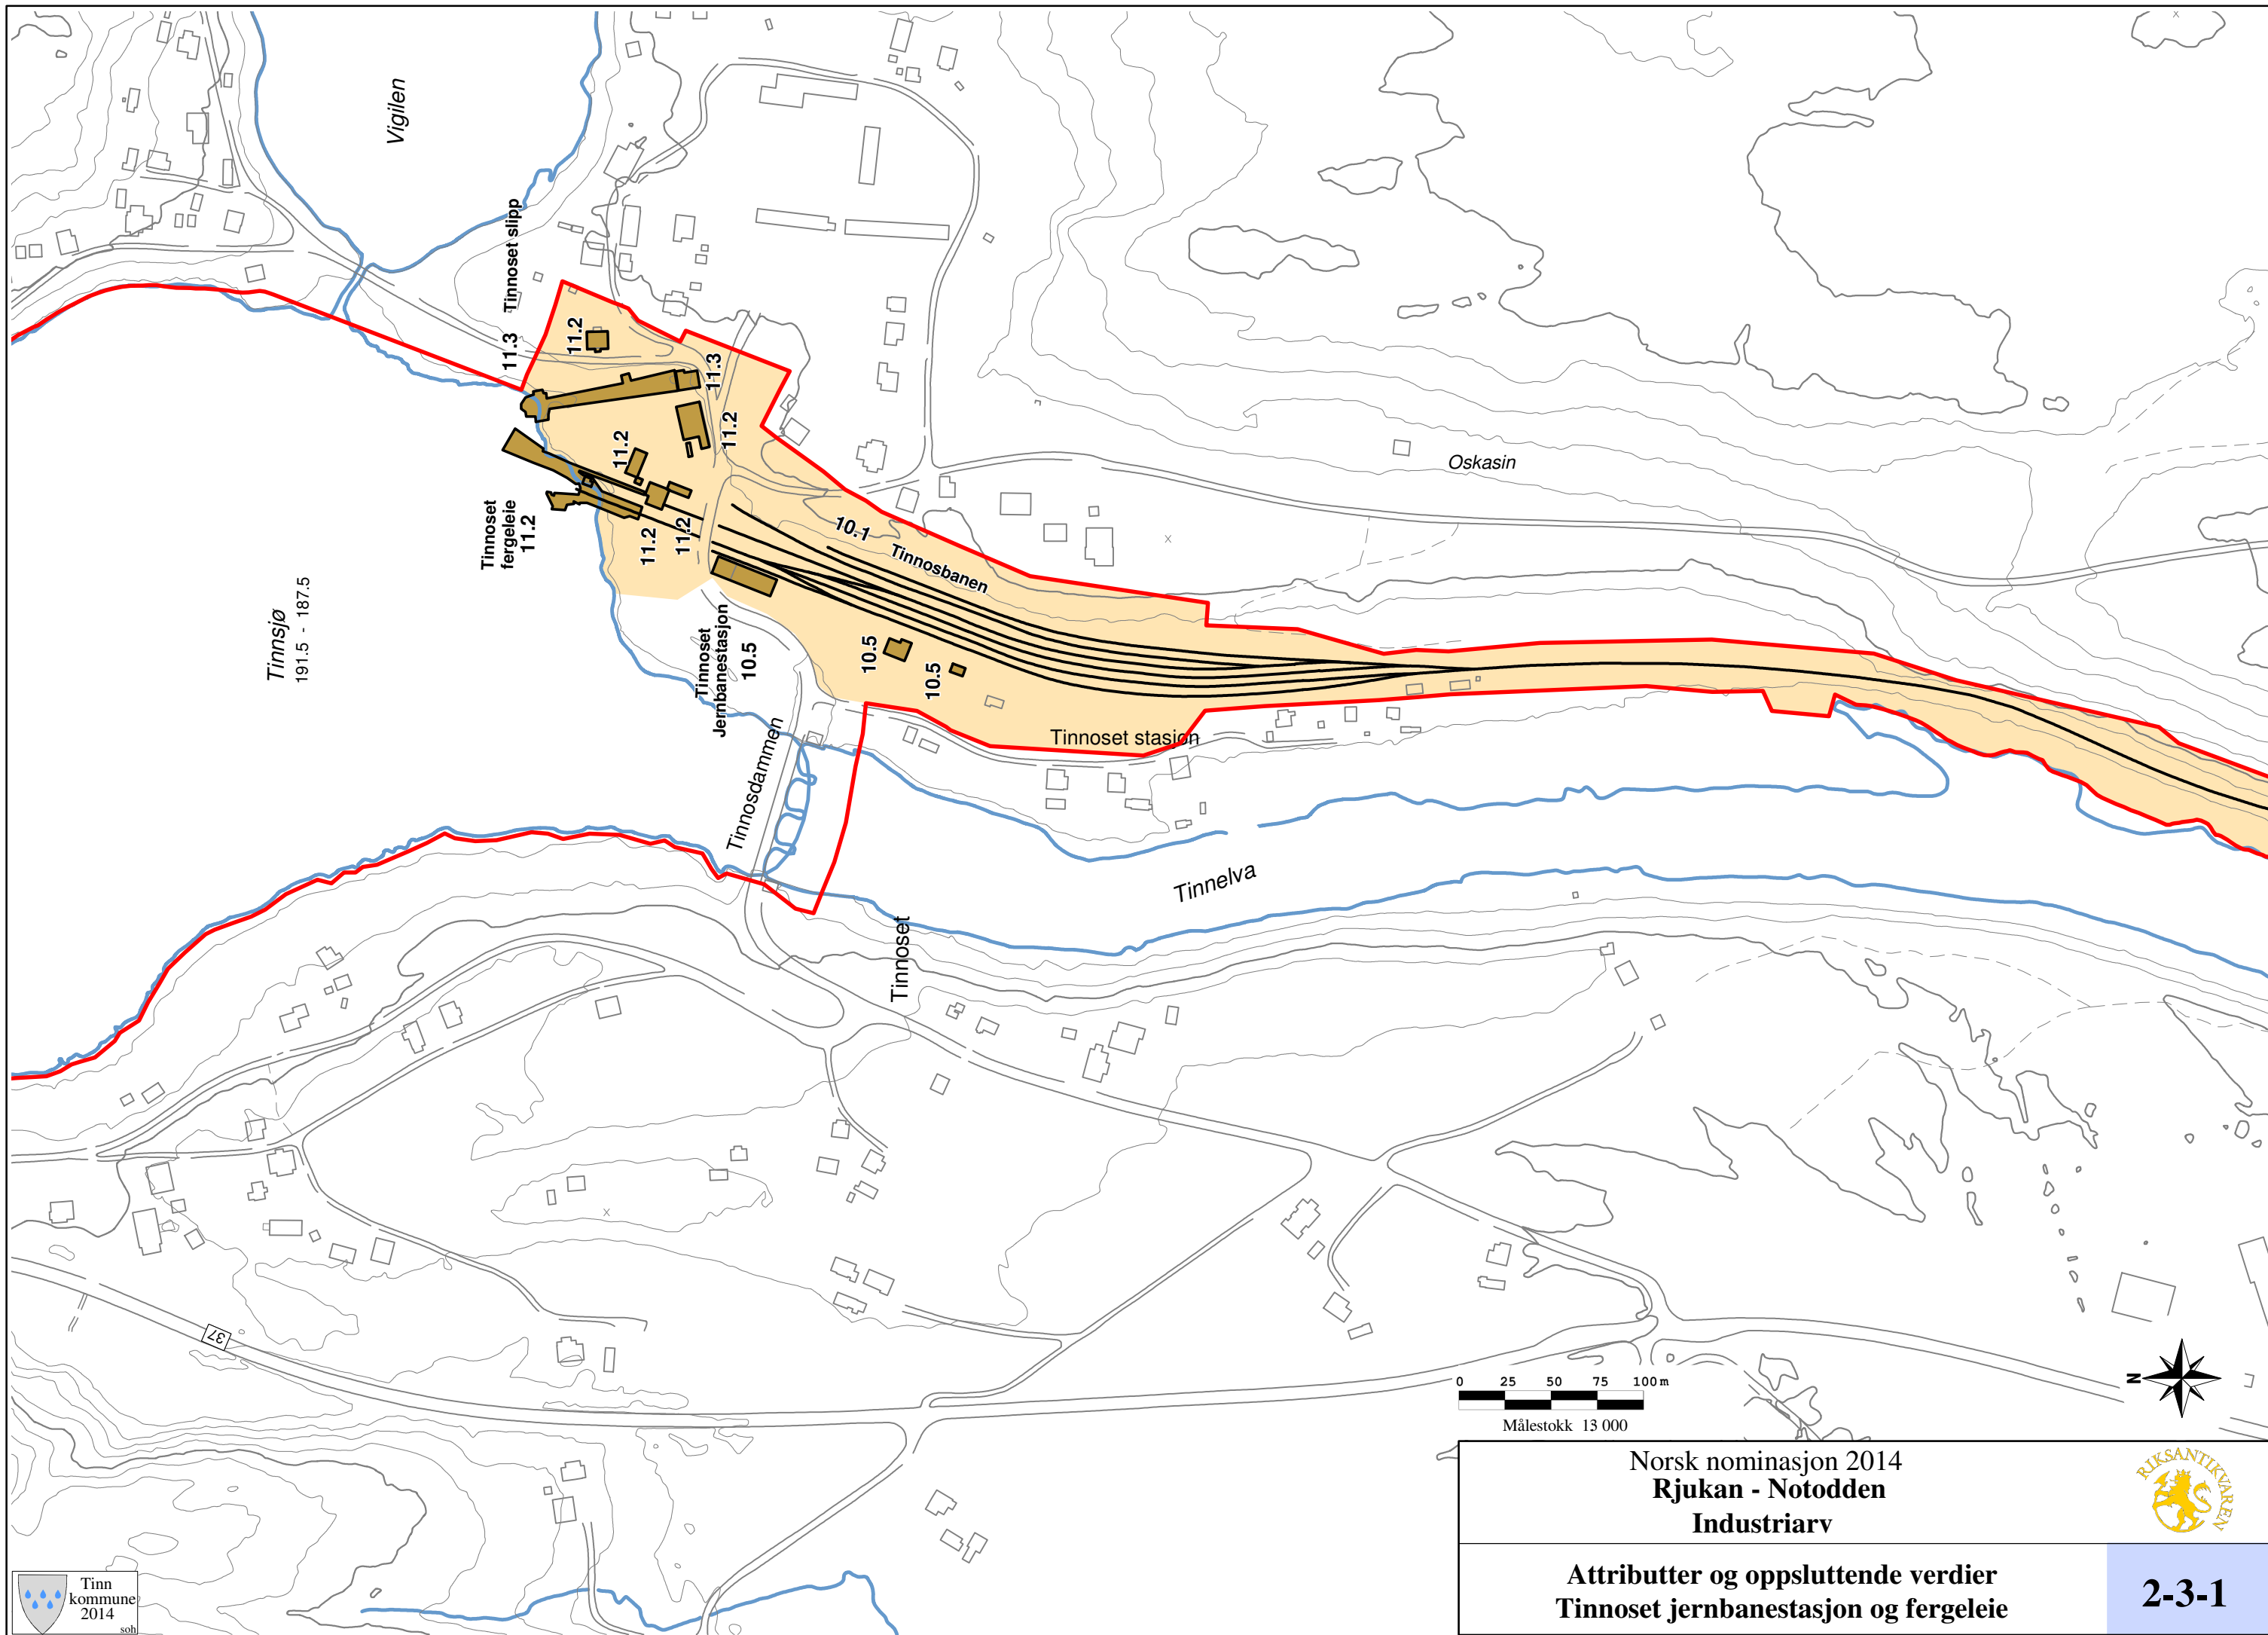 Vigilen
Tinnoset slipp
11.3
11.2
11.3
11.2
11.2
Tinnoset
fergeleie
11.2
11.2
11.2
10.1 Tinnosbanen
Oskasin
Tinnsjø
191.5 - 187.5
Tinnoset
Jernbanestasjon
10.5
10.5
10.5
Tinnoset stasjon
Tinnosdammen
Tinnelva
Tinnoset
37
N
0 25 50 75 100 m
Målestokk 13 000
Norsk nominasjon 2014
Rjukan - Notodden
Industriarv
RIKSANTIKVAREN
Attributter og oppsluttende verdier
Tinnoset jernbanestasjon og fergeleie
2-3-1
Tinn
kommune
2014
soh